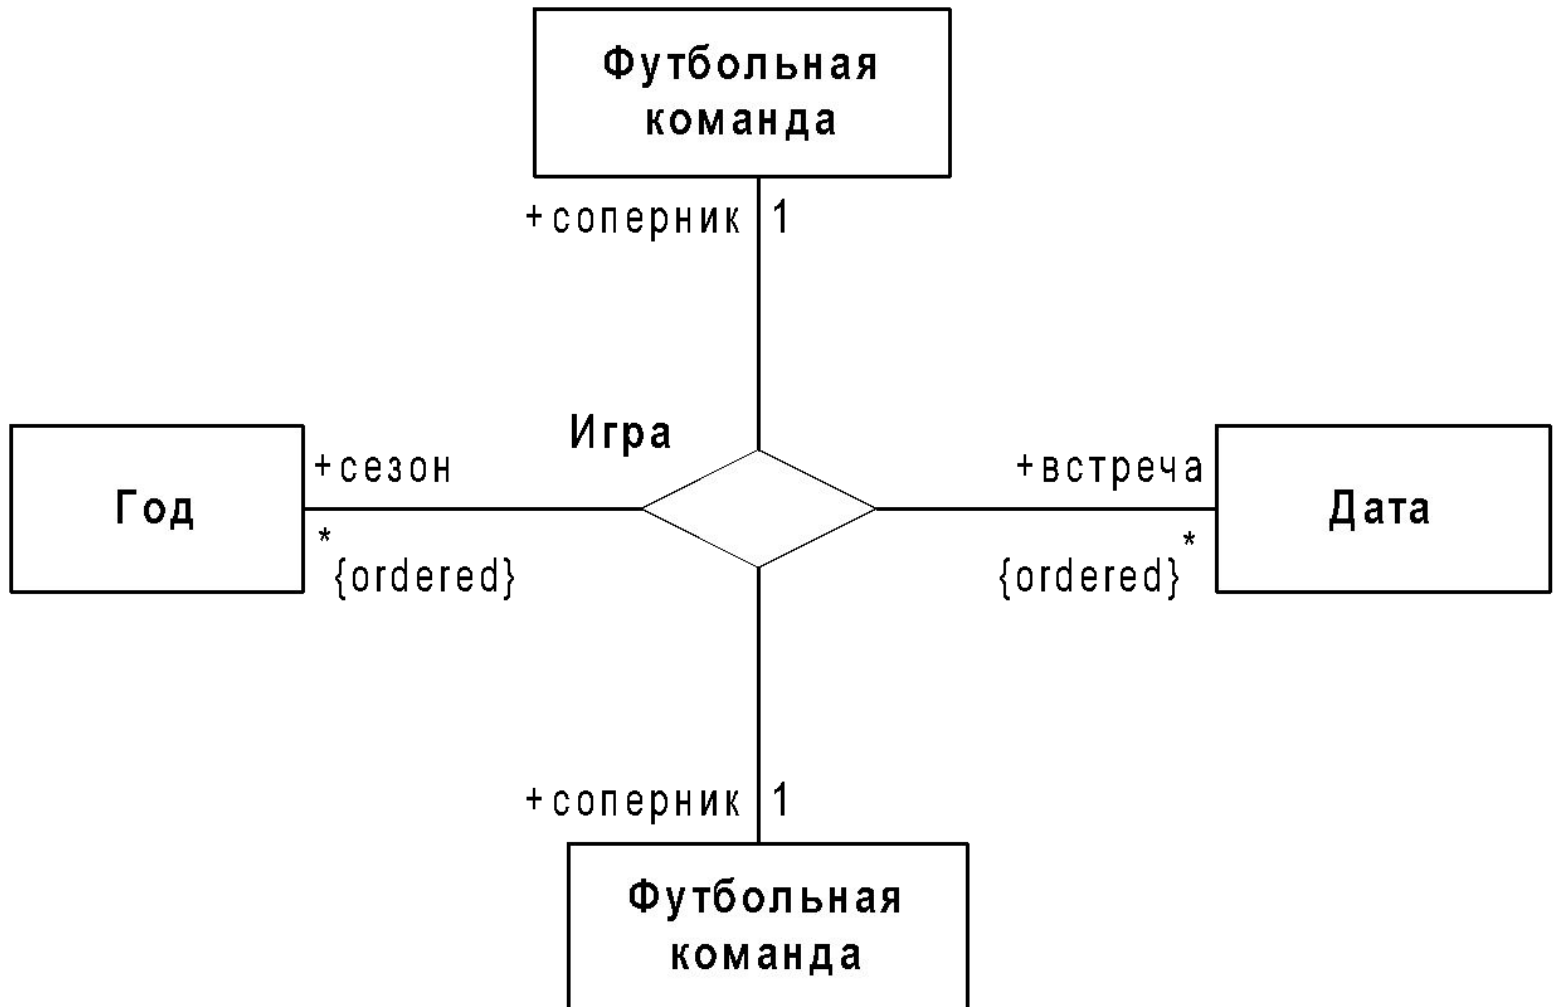 Футбольная
команда
+соперник 1
Игра
+сезон
+встреча
Год
Дата
*
{ordered}
*
{ordered}
+соперник 1
Футбольная
команда